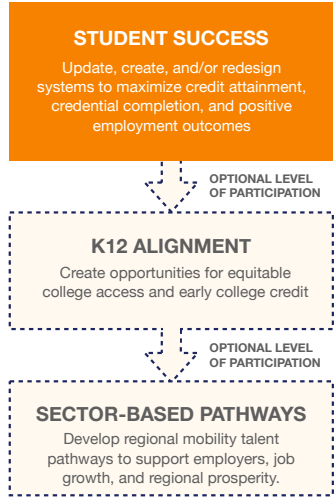 STUDENT SUCCESS
Update, create, and/or redesign
systems to maximize credit attainment,
credential completion, and positive
employment outcomes
OPTIONAL LEVEL
OF PARTICIPATION
K12 ALIGNMENT
Create opportunities for equitable
college access and early college credit
OPTIONAL LEVEL
OF PARTICIPATION
SECTOR-BASED PATHWAYS
Develop regional mobility talent
pathways to support employers, job
growth, and regional prosperity.